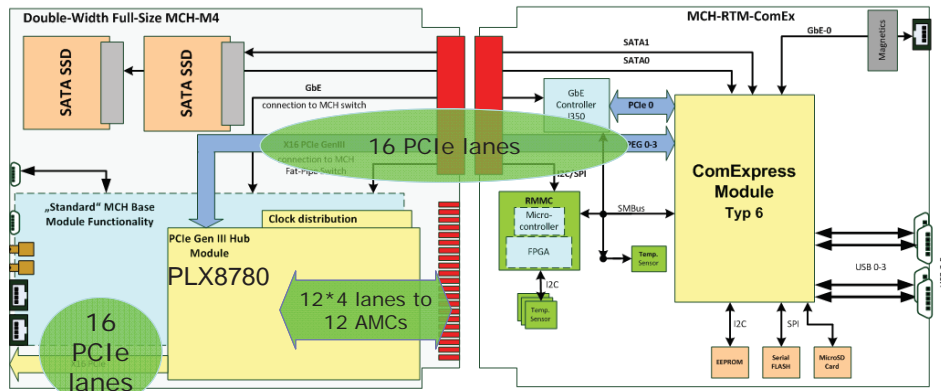 Double-Width Full-Size MCH-M4
MCH-RTM-ComEx
SATA SSD
SATA SSD
SATA1
SATA0
GbE-0
Magnetics
GbE
connection to MCH switch
GbE
Controller
I350
PCIe 0
X16 PCIe GenIII
connection to MCH
Fat-Pipe Switch
16 PCIe lanes
PEG 0-3
I2C/SPI
ComExpress
Module
Typ 6
„Standard" MCH Base
Module Functionality
Clock distribution
PCIe Gen III Hub
Module
PLX8780
12*4 lanes to
12 AMCs
RMMC
Micro-
controller
FPGA
SMBus
Temp.
Sensor
I2C
Temp.
Sensor
USB 0-3
I2C
SPI
EEPROM
Serial
FLASH
MicroSD
Card
16
PCIe
lanes
X16 PCIe